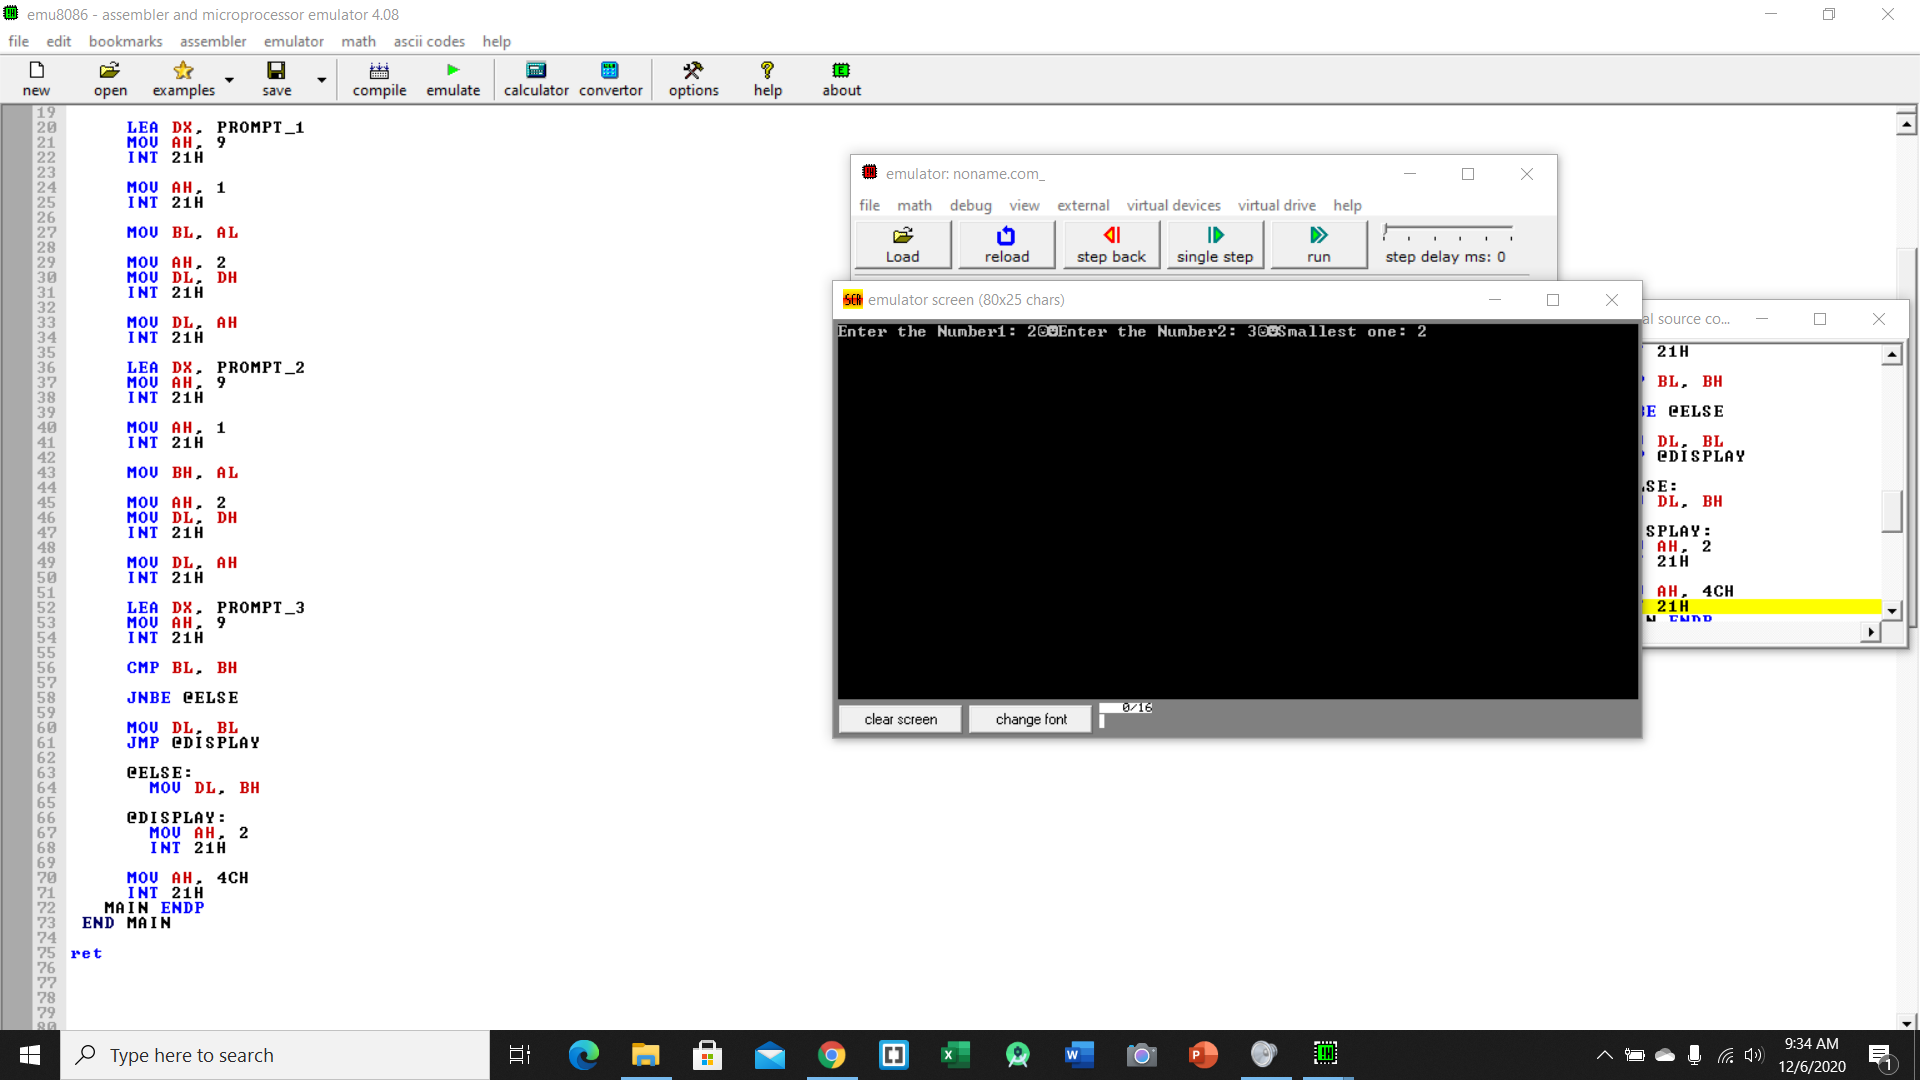 emu8086 - assembler and microprocessor emulator 4.08
file edit bookmarks assembler emulator math ascii codes help
new open examples save compile emulate calculator convertor options help about
19
20 LEA DX, PROMPT_1
21 MOV AH, 9
22 INT 21H
23
24 MOV AH, 1
25 INT 21H
26
27 MOV BL, AL
28
29 MOV AH, 2
30 MOV DL, DH
31 INT 21H
32
33 MOV DL, AH
34 INT 21H
35
36 LEA DX, PROMPT_2
37 MOV AH, 9
38 INT 21H
39
40 MOV AH, 1
41 INT 21H
42
43 MOV BH, AL
44
45 MOV AH, 2
46 MOV DL, DH
47 INT 21H
48
49 MOV DL, AH
50 INT 21H
51
52 LEA DX, PROMPT_3
53 MOV AH, 9
54 INT 21H
55
56 CMP BL, BH
57
58 JNBE @ELSE
59
60 MOV DL, BL
61 JMP @DISPLAY
62
63 @ELSE:
64 MOV DL, BH
65
66 @DISPLAY:
67 MOV AH, 2
68 INT 21H
69
70 MOV AH, 4CH
71 INT 21H
72 MAIN ENDP
73 END MAIN
74
75 ret
76
77
78
79
80
emulator: noname.com_
file math debug view external virtual devices virtual drive help
Load reload step back single step run step delay ms: 0
SCR emulator screen (80x25 chars)
Enter the Number1: 2☺☻Enter the Number2: 3☺☻Smallest one: 2
clear screen change font 0/16
al source co...
21H
BL, BH
BE @ELSE
DL, BL
@DISPLAY
SE:
DL, BH
SPLAY:
AH, 2
21H
AH, 4CH
21H
N ENDP
Type here to search
9:34 AM
12/6/2020
1